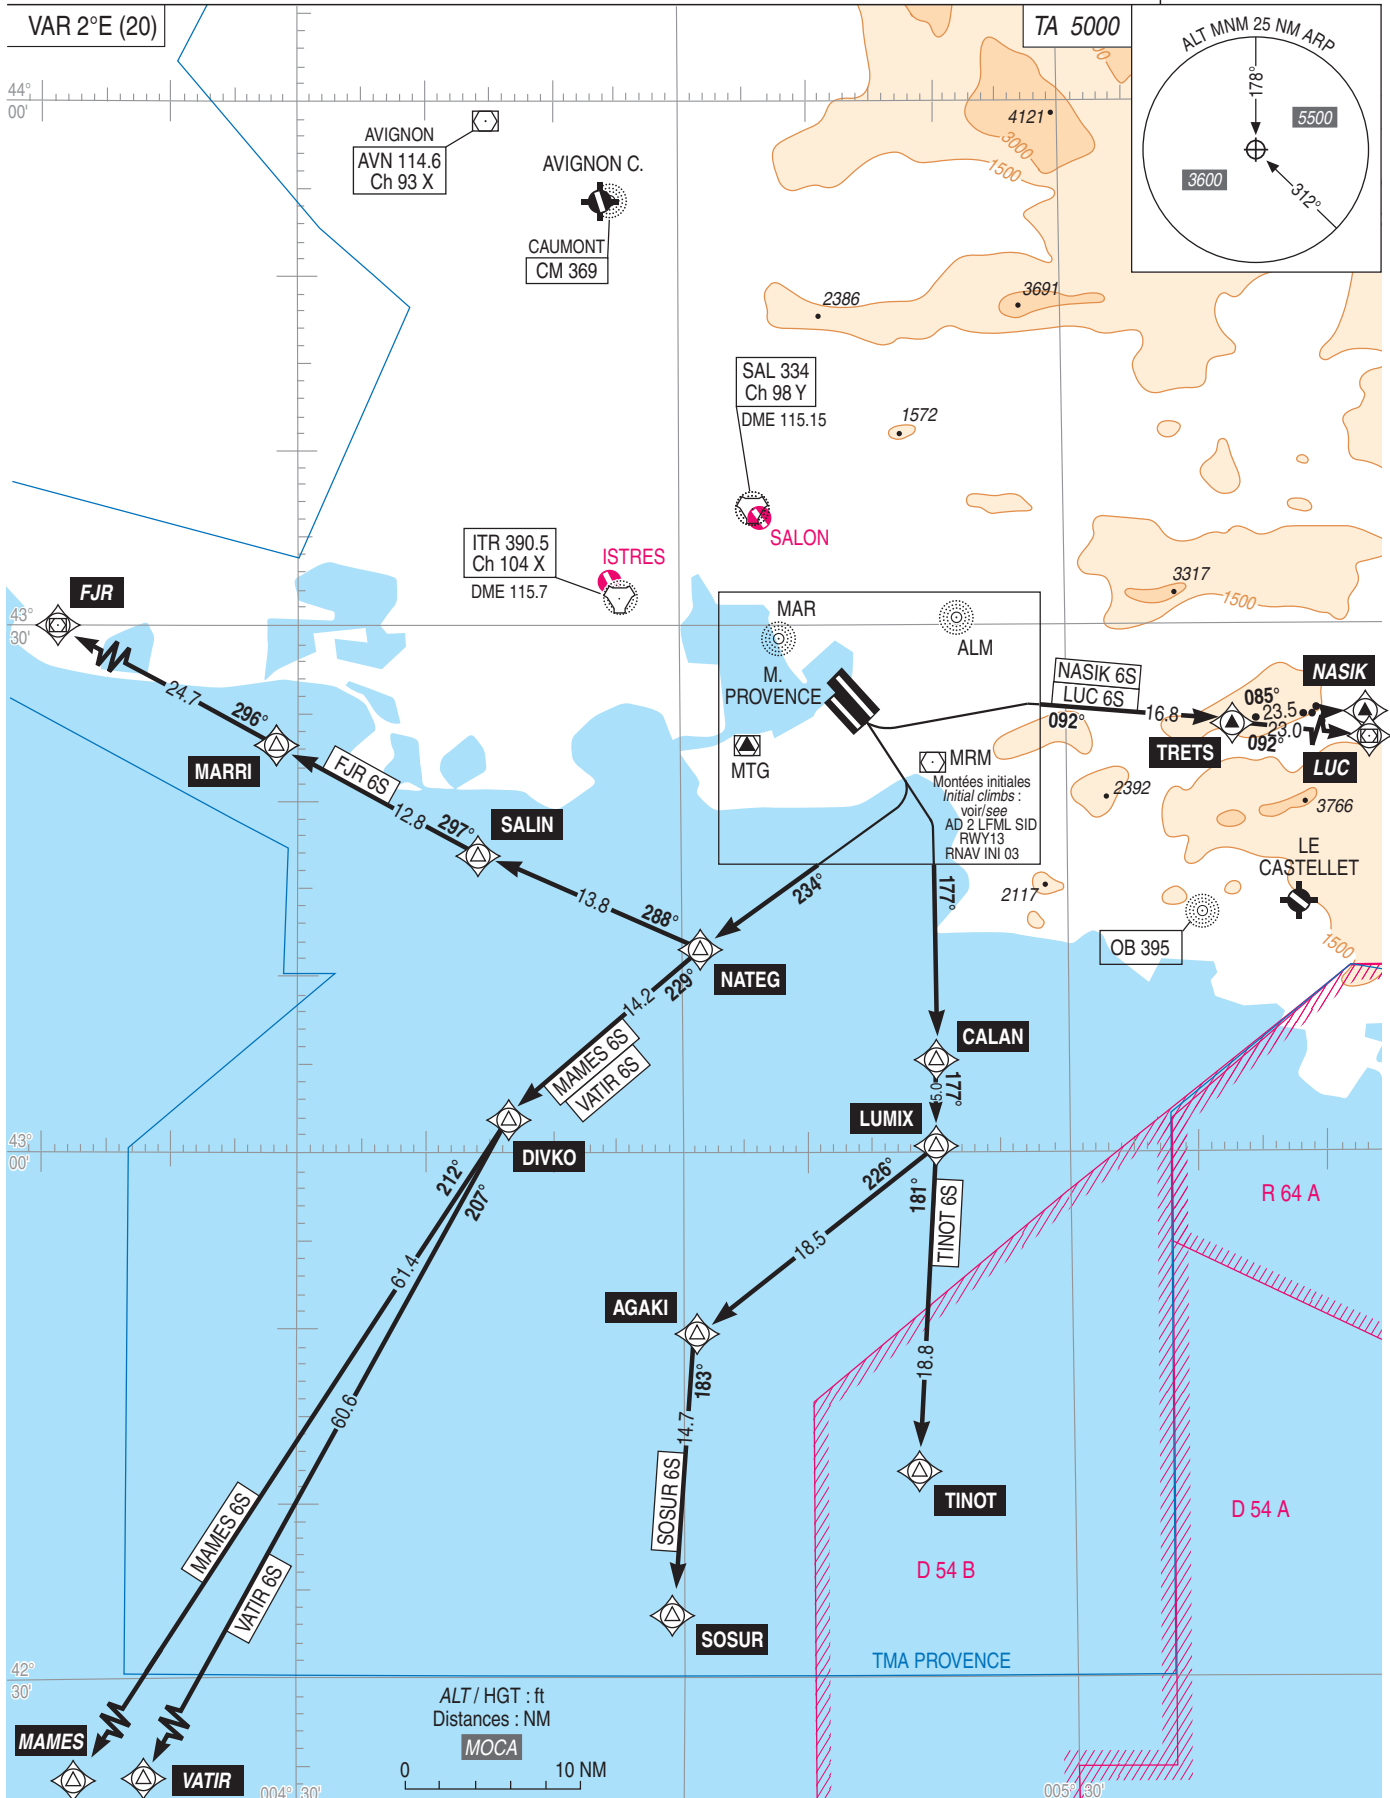 VAR 2°E (20)
TA 5000
ALT MNM 25 NM ARP
178°
5500
3600
312°
44°
00'
4121
3000
1500
AVIGNON
AVN 114.6
Ch 93 X
AVIGNON C.
CAUMONT
CM 369
2386
3691
SAL 334
Ch 98 Y
DME 115.15
1572
SALON
ITR 390.5
Ch 104 X
DME 115.7
ISTRES
3317
1500
FJR
43°
30'
MAR
ALM
M.
PROVENCE
NASIK 6S
LUC 6S
092°
16.8
TRETS
085°
23.5
23.0
092°
NASIK
LUC
24.7
296°
MARRI
FJR 6S
12.8
297°
SALIN
MTG
MRM
Montées initiales
Initial climbs :
voir/see
AD 2 LFML SID
RWY13
RNAV INI 03
2392
3766
LE
CASTELLET
2117
OB 395
1500
13.8
288°
234°
177°
NATEG
14.2
229°
MAMES 6S
VATIR 6S
CALAN
5.0
177°
LUMIX
43°
00'
DIVKO
212°
207°
226°
181°
TINOT 6S
R 64 A
18.5
61.4
AGAKI
18.8
183°
60.6
14.7
SOSUR 6S
TINOT
D 54 A
MAMES 6S
VATIR 6S
D 54 B
SOSUR
TMA PROVENCE
42°
30'
ALT / HGT : ft
Distances : NM
MOCA
0 10 NM
MAMES
VATIR
004° 30'
005° 30'